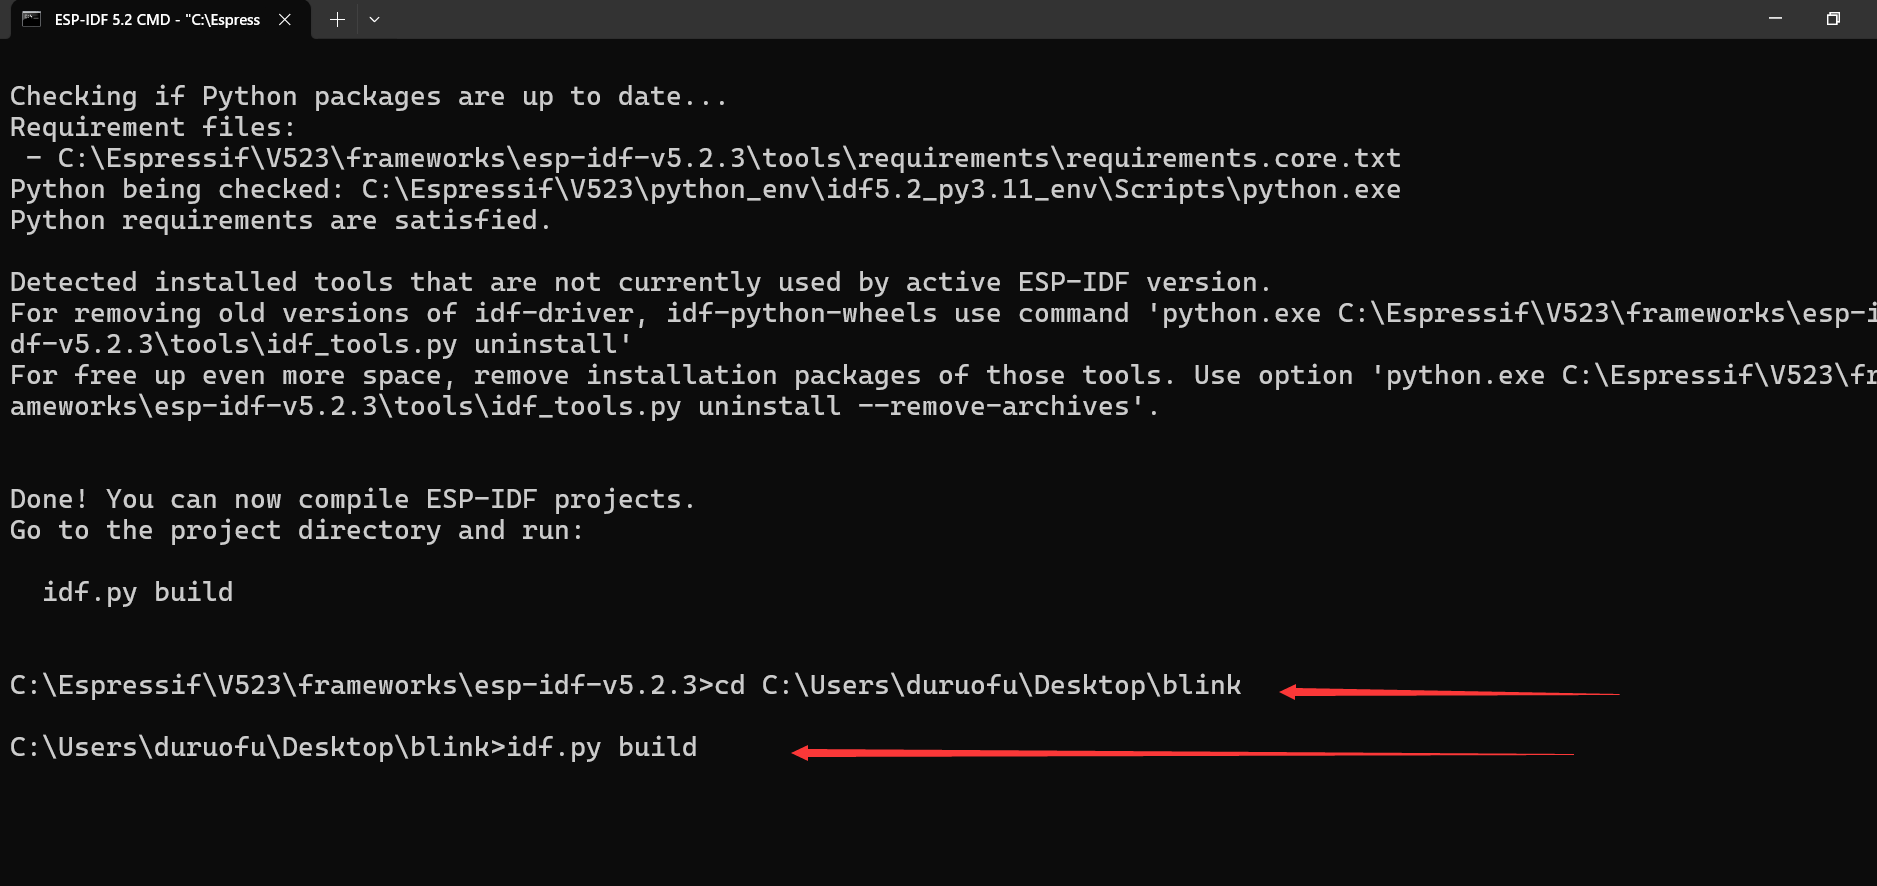 ESP-IDF 5.2 CMD - "C:\Espress
Checking if Python packages are up to date...
Requirement files:
 - C:\Espressif\V523\frameworks\esp-idf-v5.2.3\tools\requirements\requirements.core.txt
Python being checked: C:\Espressif\V523\python_env\idf5.2_py3.11_env\Scripts\python.exe
Python requirements are satisfied.
Detected installed tools that are not currently used by active ESP-IDF version.
For removing old versions of idf-driver, idf-python-wheels use command 'python.exe C:\Espressif\V523\frameworks\esp-i
df-v5.2.3\tools\idf_tools.py uninstall'
For free up even more space, remove installation packages of those tools. Use option 'python.exe C:\Espressif\V523\fr
ameworks\esp-idf-v5.2.3\tools\idf_tools.py uninstall --remove-archives'.
Done! You can now compile ESP-IDF projects.
Go to the project directory and run:
  idf.py build
C:\Espressif\V523\frameworks\esp-idf-v5.2.3>cd C:\Users\duruofu\Desktop\blink
C:\Users\duruofu\Desktop\blink>idf.py build